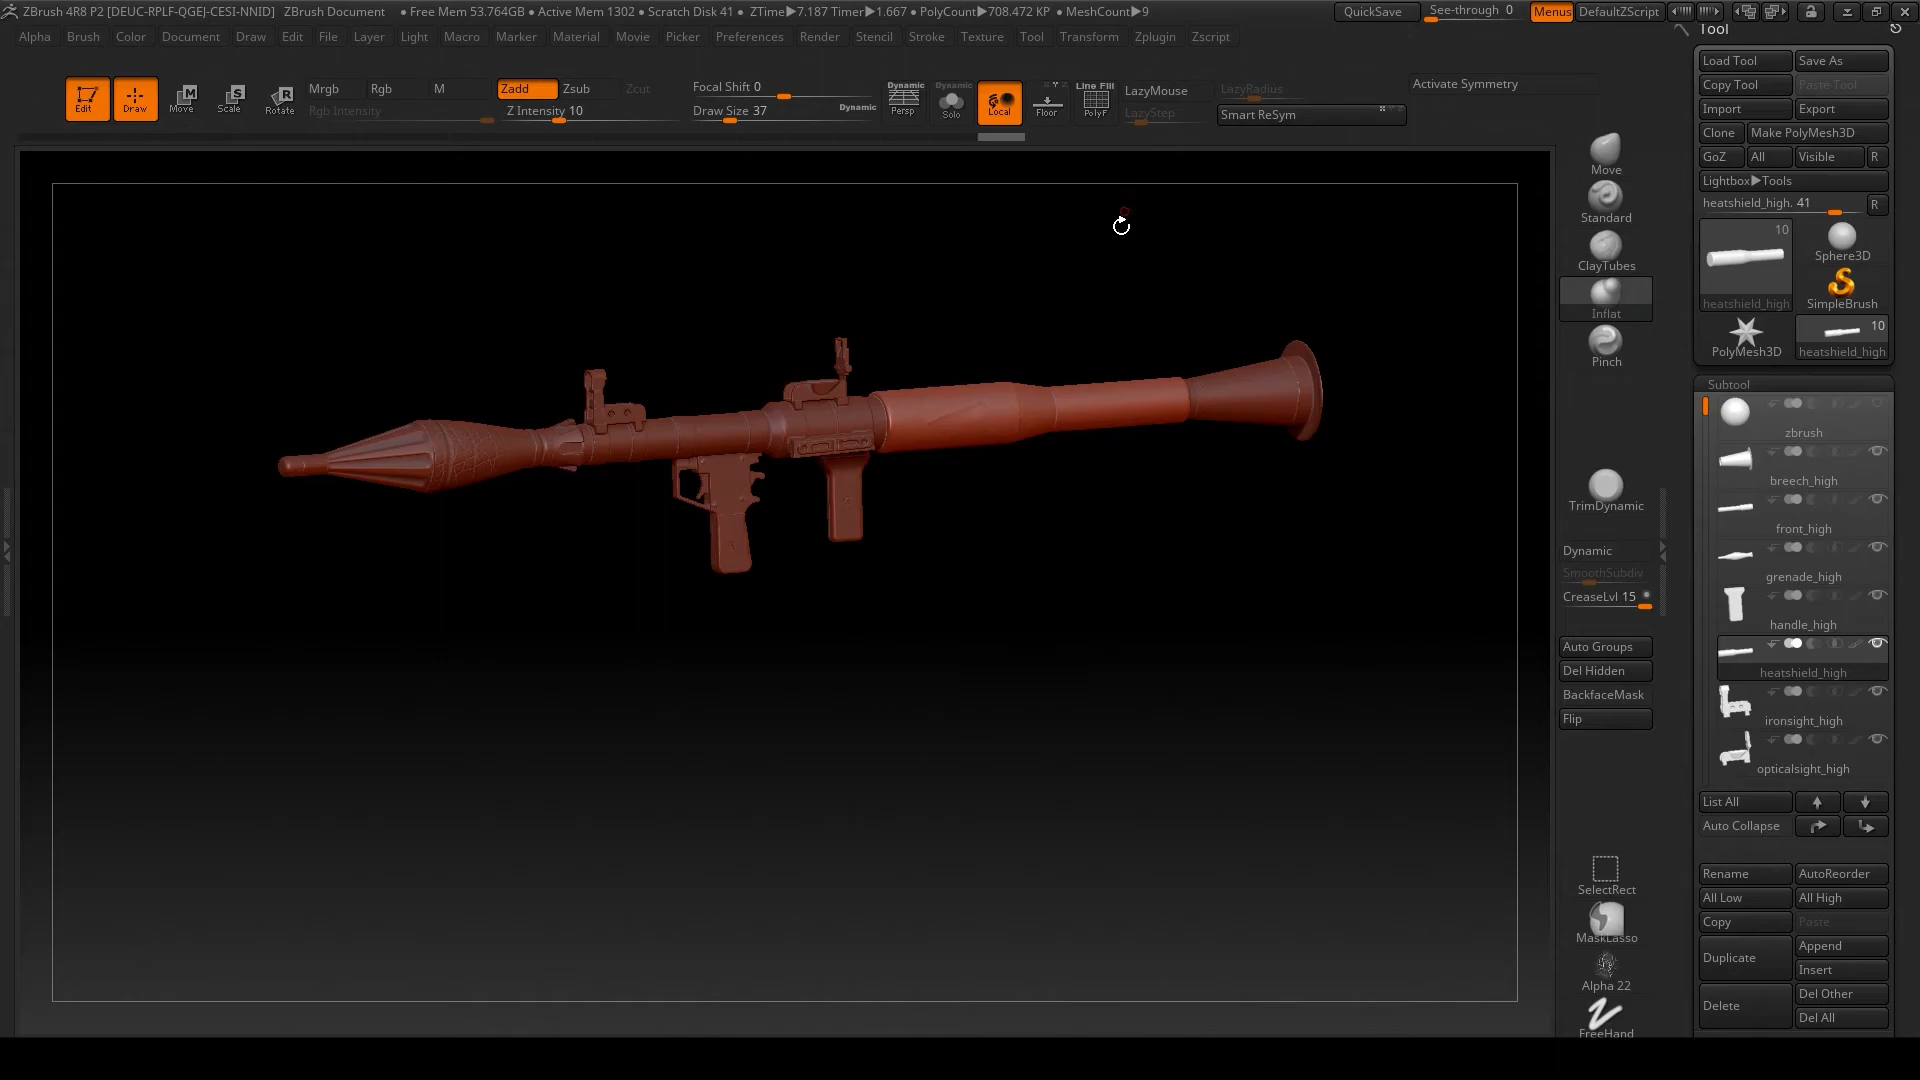 ZBrush 4R8 P2 [DEUC-RPLF-QGEJ-CESI-NNID] ZBrush Document • Free Mem 53.764GB • Active Mem 1302 • Scratch Disk 41 • ZTime▶7.187 Timer▶1.667 • PolyCount▶708.472 KP • MeshCount▶9 QuickSave See-through 0 Menus DefaultZScript
Alpha Brush Color Document Draw Edit File Layer Light Macro Marker Material Movie Picker Preferences Render Stencil Stroke Texture Tool Transform Zplugin Zscript
Edit Draw Move Scale Rotate
Mrgb Rgb M
Rgb Intensity
Zadd Zsub Zcut
Z Intensity 10
Focal Shift 0
Draw Size 37 Dynamic
Dynamic Persp
Dynamic Solo
Local
Floor
Line Fill PolyF
LazyMouse LazyRadius
LazyStep
Smart ReSym
Activate Symmetry
Move
Standard
ClayTubes
Inflat
Pinch
TrimDynamic
Dynamic
SmoothSubdiv
CreaseLvl 15
Auto Groups
Del Hidden
BackfaceMask
Flip
SelectRect
MaskLasso
Alpha 22
FreeHand
Tool
Load Tool Save As
Copy Tool Paste Tool
Import Export
Clone Make PolyMesh3D
GoZ All Visible R
Lightbox▶Tools
heatshield_high. 41 R
10
heatshield_high
Sphere3D
SimpleBrush
PolyMesh3D
10
heatshield_high
Subtool
zbrush
breech_high
front_high
grenade_high
handle_high
heatshield_high
ironsight_high
opticalsight_high
List All
Auto Collapse
Rename AutoReorder
All Low All High
Copy Paste
Duplicate Append
Insert
Delete Del Other
Del All